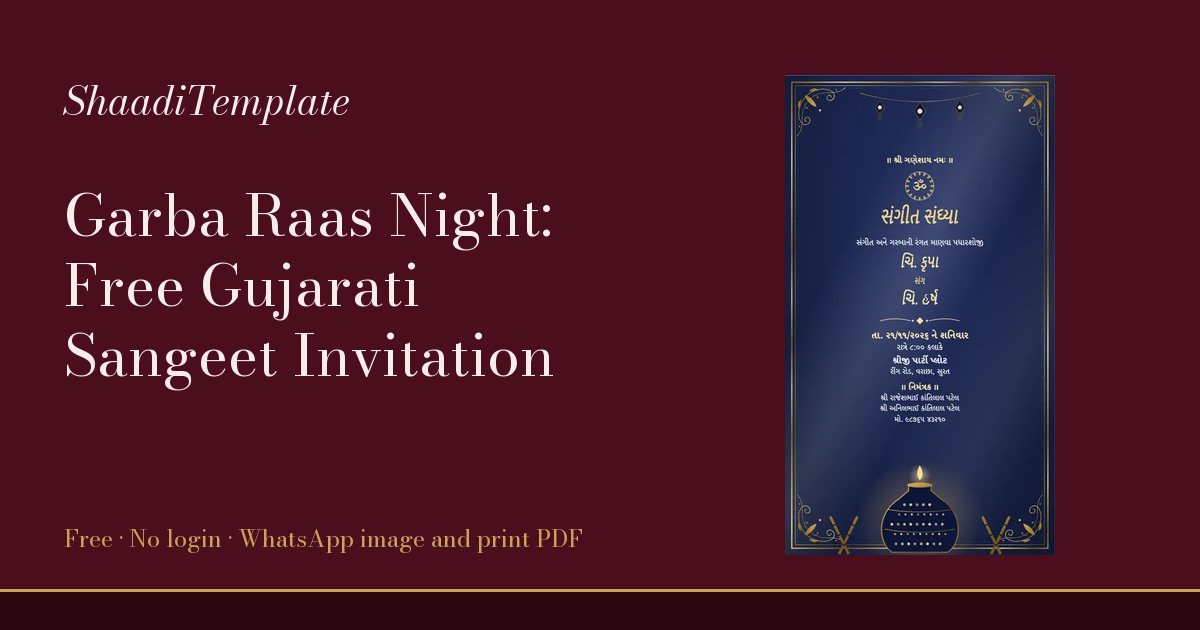 ShaadiTemplate
Garba Raas Night:
Free Gujarati
Sangeet Invitation
Free · No login · WhatsApp image and print PDF
॥ શ્રી ગણેશાય નમઃ ॥
ૐ
સંગીત સંધ્યા
સંગીત અને ગરબાની રંગત માણવા પધારશોજી
ચિ. કૃપા
સંગ
ચિ. હર્ષ
તા. ૨૧/૧૧/૨૦૨૬ ને શનિવાર
રાત્રે ૮:૦૦ કલાકે
શ્રીજી પાર્ટી પ્લોટ
રીંગ રોડ, વરાછા, સુરત
॥ નિમંત્રક ॥
શ્રી રાજેશભાઈ કાંતિલાલ પટેલ
શ્રી અનિલભાઈ કાંતિલાલ પટેલ
મો. ૯૮૭૬૫ ૪૩૨૧૦